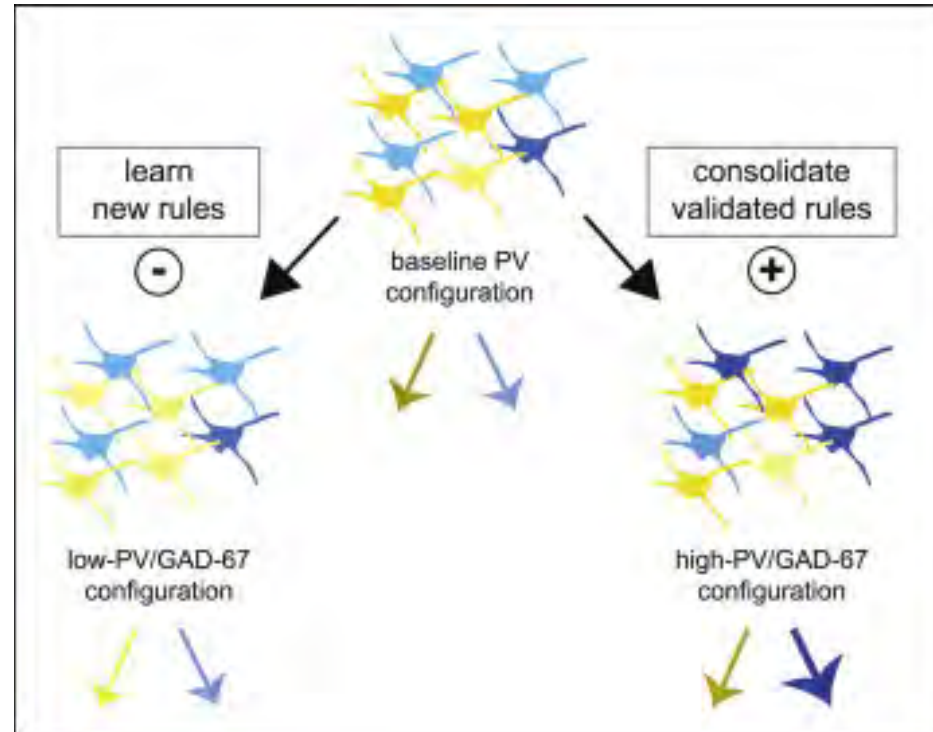 learn
new rules
-
consolidate
validated rules
+
baseline PV
configuration
low-PV/GAD-67
configuration
high-PV/GAD-67
configuration